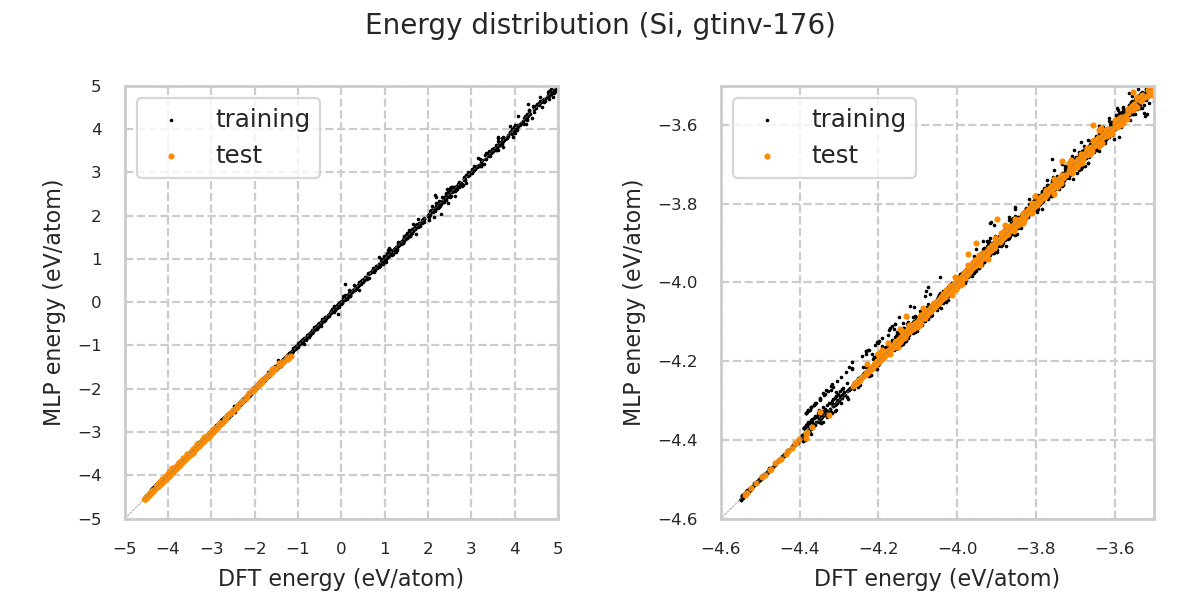 Energy distribution (Si, gtinv-176)
training
test
5
4
3
2
1
0
−1
−2
−3
−4
−5
−5 −4 −3 −2 −1 0 1 2 3 4 5
MLP energy (eV/atom)
DFT energy (eV/atom)
training
test
−3.6
−3.8
−4.0
−4.2
−4.4
−4.6
−4.6 −4.4 −4.2 −4.0 −3.8 −3.6
MLP energy (eV/atom)
DFT energy (eV/atom)